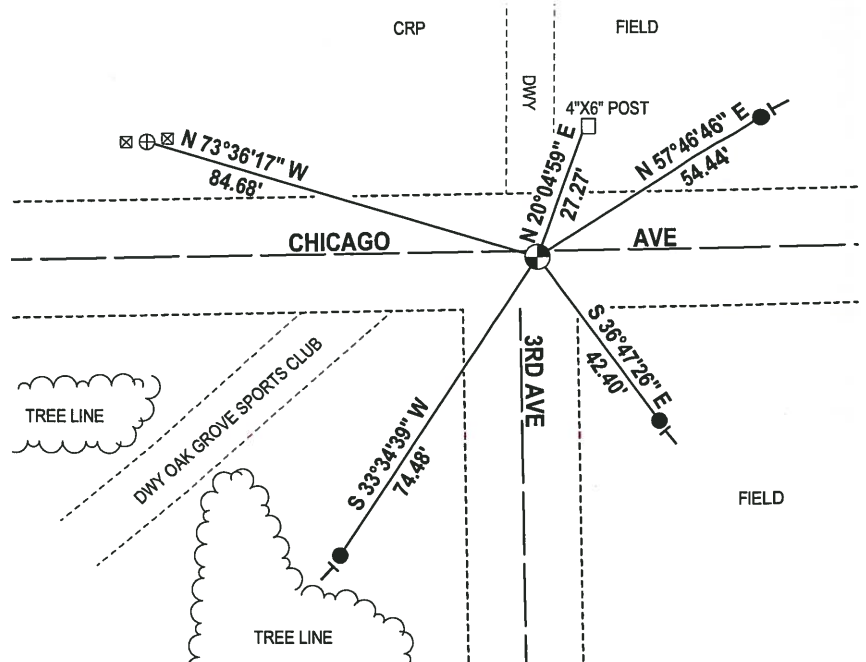 CRP
FIELD
DWY
4"X6" POST
N 73°36'17" W
84.68'
N 20°04'59" E
27.27'
N 57°46'46" E
54.44'
CHICAGO AVE
S 36°47'26" E
42.40'
3RD AVE
DWY OAK GROVE SPORTS CLUB
TREE LINE
S 33°34'39" W
74.48'
FIELD
TREE LINE